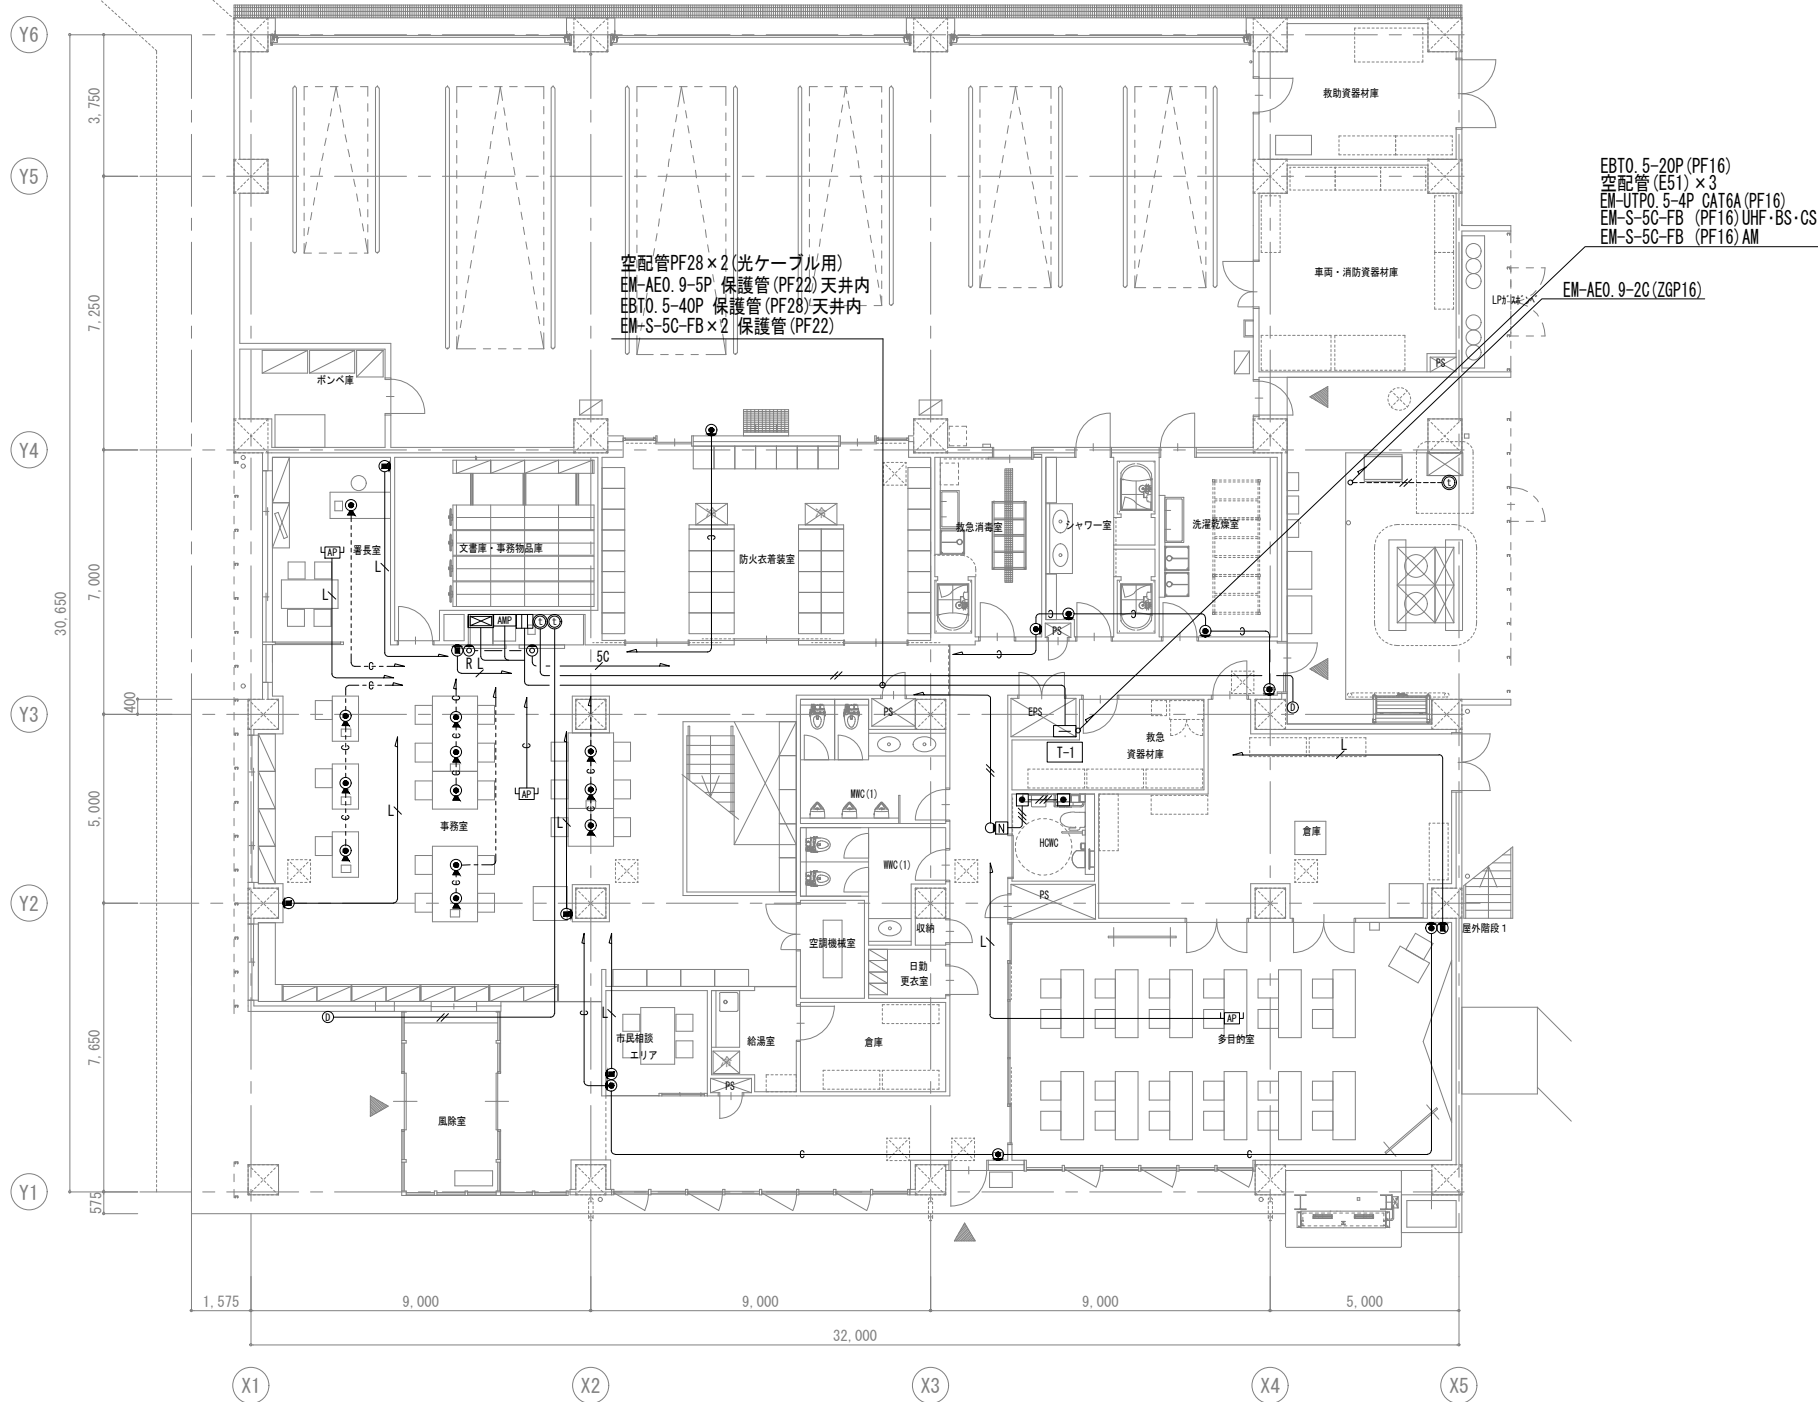 Y6
Y5
Y4
Y3
Y2
Y1
3,750
7,250
7,000
400
5,000
7,650
575
30,650
救助資器材庫
車両・消防資器材庫
PS
EBT0.5-20P(PF16)
空配管(E51)×3
EM-UTP0.5-4P CAT6A(PF16)
EM-S-5C-FB (PF16)UHF・BS・CS
EM-S-5C-FB (PF16)AM
EM-AE0.9-2C(ZGP16)
空配管PF28×2(光ケーブル用)
EM-AE0.9-5P 保護管(PF22)天井内
EBT0.5-40P 保護管(PF28)天井内
EM-S-5C-FB×2 保護管(PF22)
ボンベ庫
署長室
AP
L
L
文書庫・事務物品庫
防火衣着装室
救急消毒室
シャワー室
洗濯乾燥室
PS
AMP
t
t
t
R L
5C
C
C
C
C
C
C
D
PS
EPS
T-1
救急
資器材庫
L
事務室
AP
L
L
MWC(1)
WWC(1)
N
HCWC
倉庫
PS
空調機械室
収納
日勤
更衣室
屋外階段1
D
L
C
L
市民相談
エリア
給湯室
PS
倉庫
AP
多目的室
風除室
C
C
1,575
9,000
9,000
9,000
5,000
32,000
X1
X2
X3
X4
X5